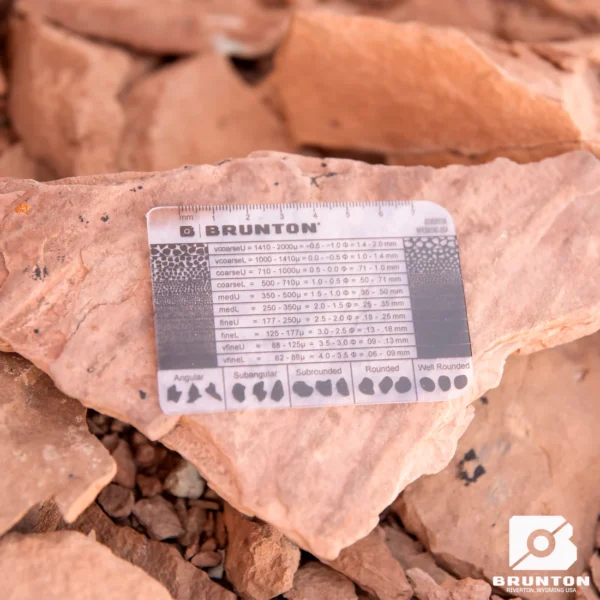 mm 1 2 3 4 5 6 7
BRUNTON®
RIVERTON
WYOMING USA
vcoarseU = 1410 - 2000µ = -0.5 - -1.0 Φ = 1.4 - 2.0 mm
vcoarseL = 1000 - 1410µ = 0.0 - -0.5 Φ = 1.0 - 1.4 mm
coarseU = 710 - 1000µ = 0.5 - 0.0 Φ .71 - 1.0 mm
coarseL = 500 - 710µ = 1.0 - 0.5 Φ .50 - .71 mm
medU = 350 - 500µ = 1.5 - 1.0 Φ .35 - .50 mm
medL = 250 - 350µ = 2.0 - 1.5 Φ .25 - .35 mm
fineU = 177 - 250µ = 2.5 - 2.0 Φ .18 - .25 mm
fineL = 125 - 177µ = 3.0 - 2.5 Φ .13 - .18 mm
vfineU = 88 - 125µ = 3.5 - 3.0 Φ .09 - .13 mm
vfineL = 62 - 88µ = 4.0 - 3.5 Φ .06 - .09 mm
Angular Subangular Subrounded Rounded Well Rounded
BRUNTON
RIVERTON, WYOMING USA